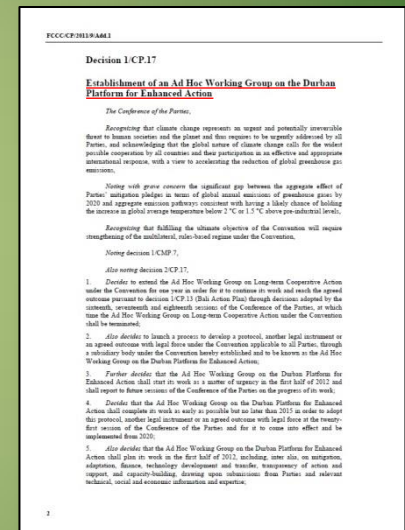 FCCC/CP/2011/9/Add.1
Decision 1/CP.17
Establishment of an Ad Hoc Working Group on the Durban
Platform for Enhanced Action
The Conference of the Parties,
Recognizing that climate change represents an urgent and potentially irreversible
threat to human societies and the planet and thus requires to be urgently addressed by all
Parties, and acknowledging that the global nature of climate change calls for the widest
possible cooperation by all countries and their participation in an effective and appropriate
international response, with a view to accelerating the reduction of global greenhouse gas
emissions,
Noting with grave concern the significant gap between the aggregate effect of
Parties' mitigation pledges in terms of global annual emissions of greenhouse gases by
2020 and aggregate emission pathways consistent with having a likely chance of holding
the increase in global average temperature below 2 °C or 1.5 °C above pre-industrial levels,
Recognizing that fulfilling the ultimate objective of the Convention will require
strengthening of the multilateral, rules-based regime under the Convention,
Noting decision 1/CMP.7,
Also noting decision 2/CP.17,
1. Decides to extend the Ad Hoc Working Group on Long-term Cooperative Action
under the Convention for one year in order for it to continue its work and reach the agreed
outcome pursuant to decision 1/CP.13 (Bali Action Plan) through decisions adopted by the
sixteenth, seventeenth and eighteenth sessions of the Conference of the Parties, at which
time the Ad Hoc Working Group on Long-term Cooperative Action under the Convention
shall be terminated;
2. Also decides to launch a process to develop a protocol, another legal instrument or
an agreed outcome with legal force under the Convention applicable to all Parties, through
a subsidiary body under the Convention hereby established and to be known as the Ad Hoc
Working Group on the Durban Platform for Enhanced Action;
3. Further decides that the Ad Hoc Working Group on the Durban Platform for
Enhanced Action shall start its work as a matter of urgency in the first half of 2012 and
shall report to future sessions of the Conference of the Parties on the progress of its work;
4. Decides that the Ad Hoc Working Group on the Durban Platform for Enhanced
Action shall complete its work as early as possible but no later than 2015 in order to adopt
this protocol, another legal instrument or an agreed outcome with legal force at the twenty-
first session of the Conference of the Parties and for it to come into effect and be
implemented from 2020;
5. Also decides that the Ad Hoc Working Group on the Durban Platform for Enhanced
Action shall plan its work in the first half of 2012, including, inter alia, on mitigation,
adaptation, finance, technology development and transfer, transparency of action and
support, and capacity-building, drawing upon submissions from Parties and relevant
technical, social and economic information and expertise;
2